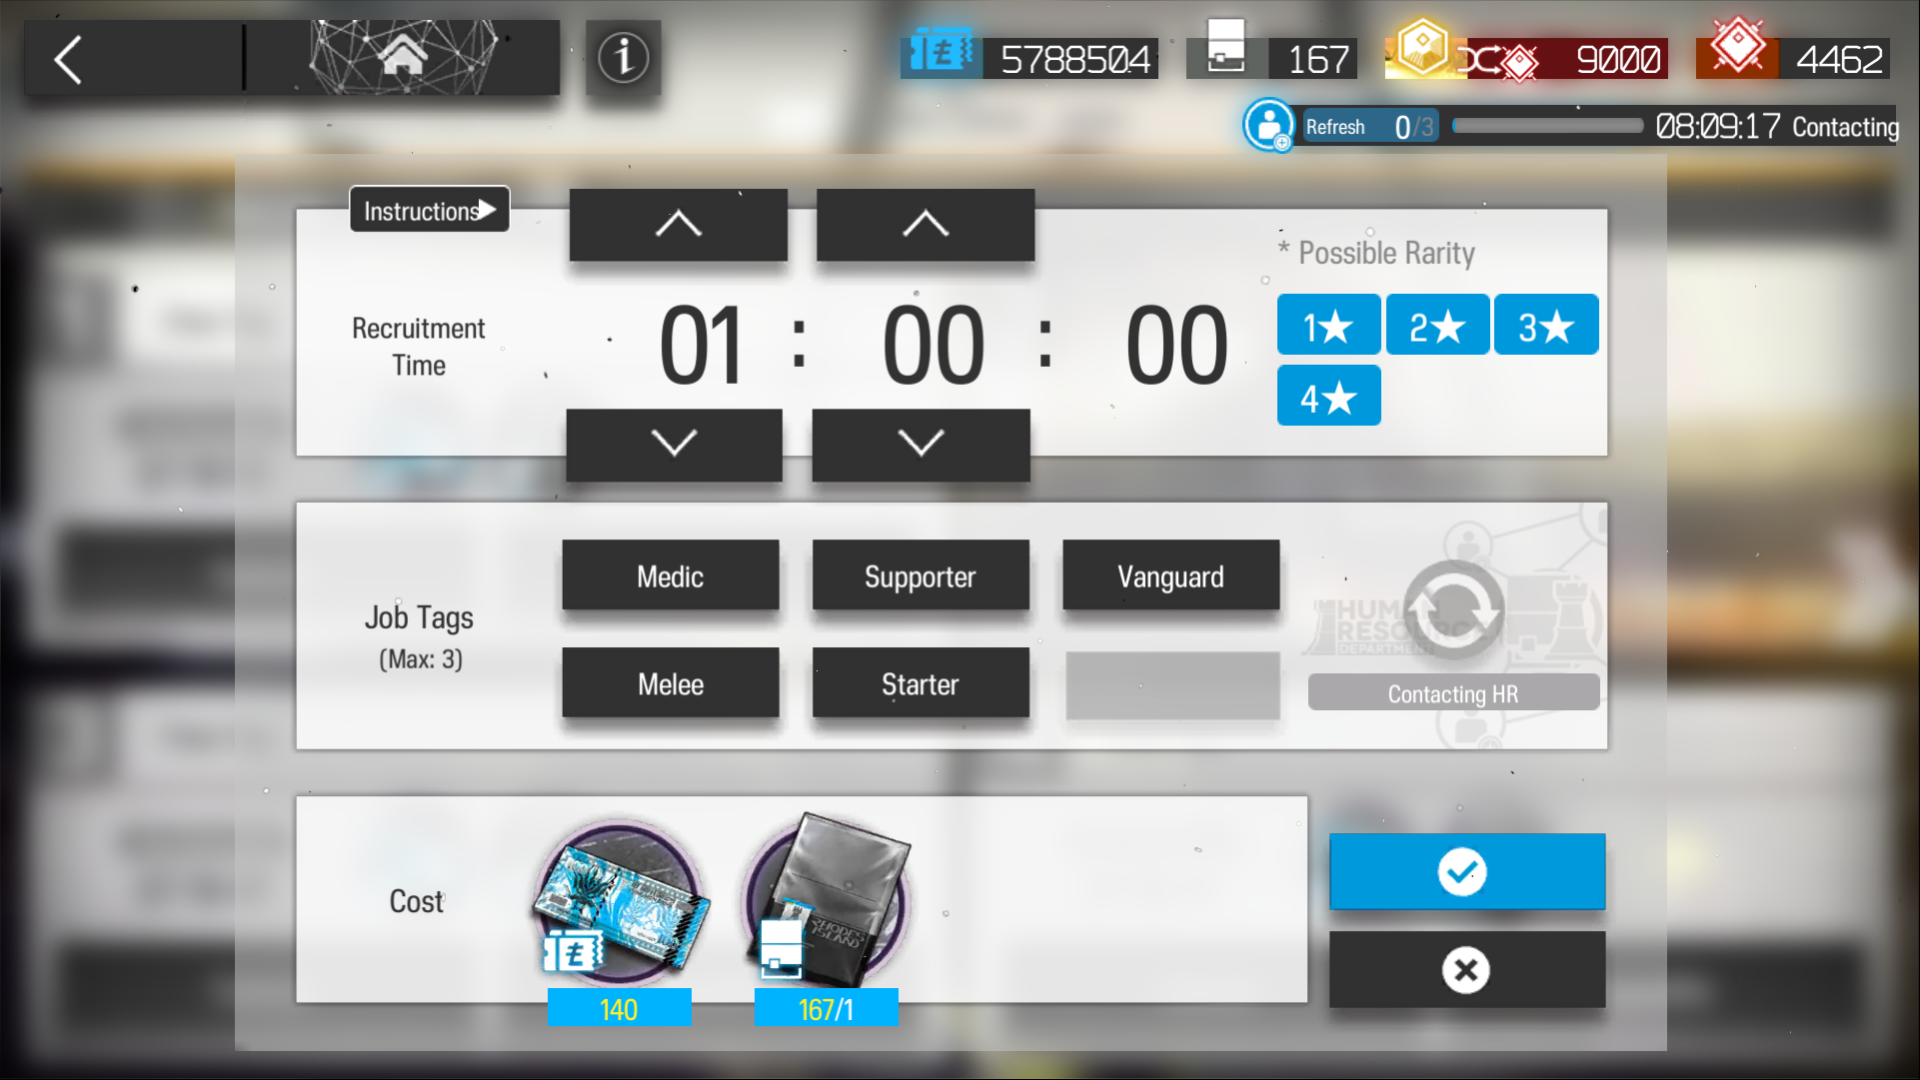 5788504
167
9000
4462
Refresh 0/3
08:09:17 Contacting
Instructions
* Possible Rarity
Recruitment
Time
01 : 00 : 00
1★ 2★ 3★
4★
Medic Supporter Vanguard
Job Tags
(Max: 3)
Melee Starter
HUMAN
RESOURCE
DEPARTMENT
Contacting HR
Cost
RHODES
ISLAND
140
167/1